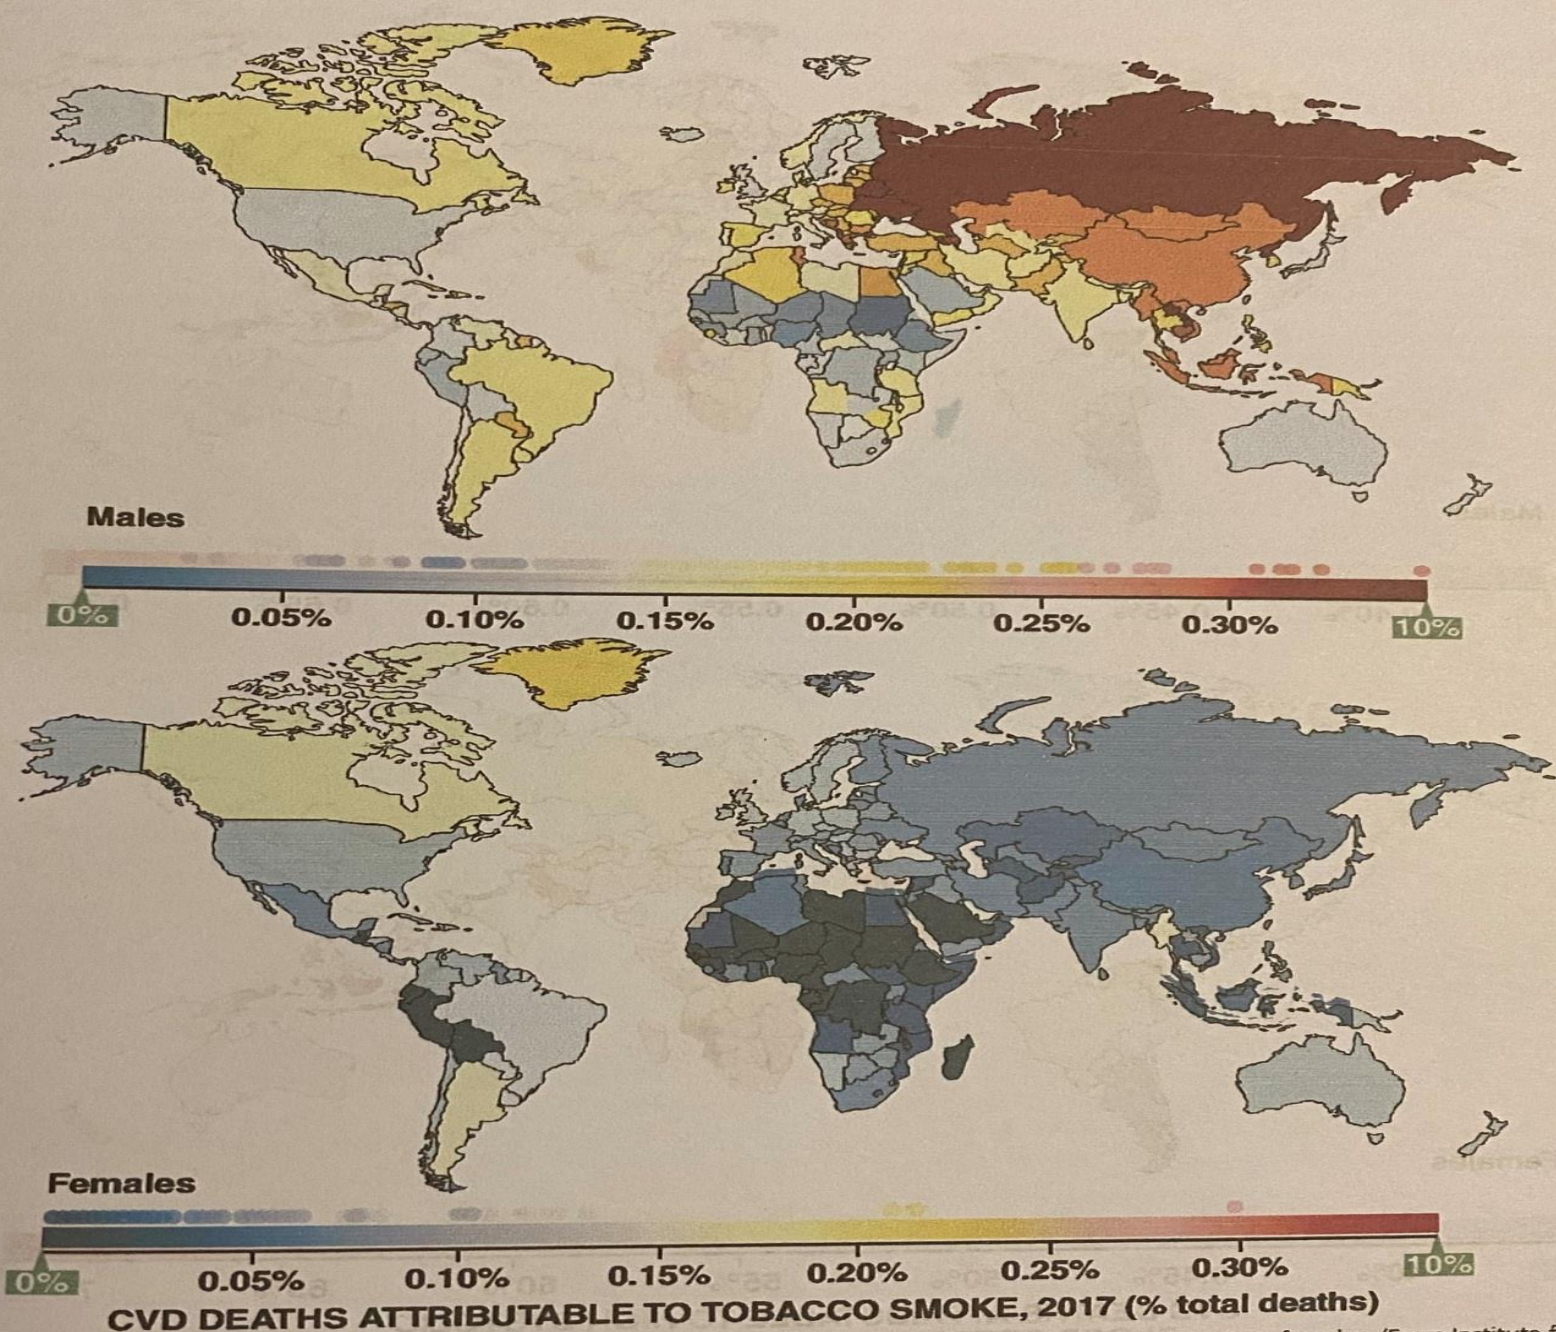 Males
0% 0.05% 0.10% 0.15% 0.20% 0.25% 0.30% 10%
Females
0% 0.05% 0.10% 0.15% 0.20% 0.25% 0.30% 10%
CVD DEATHS ATTRIBUTABLE TO TOBACCO SMOKE, 2017 (% total deaths)